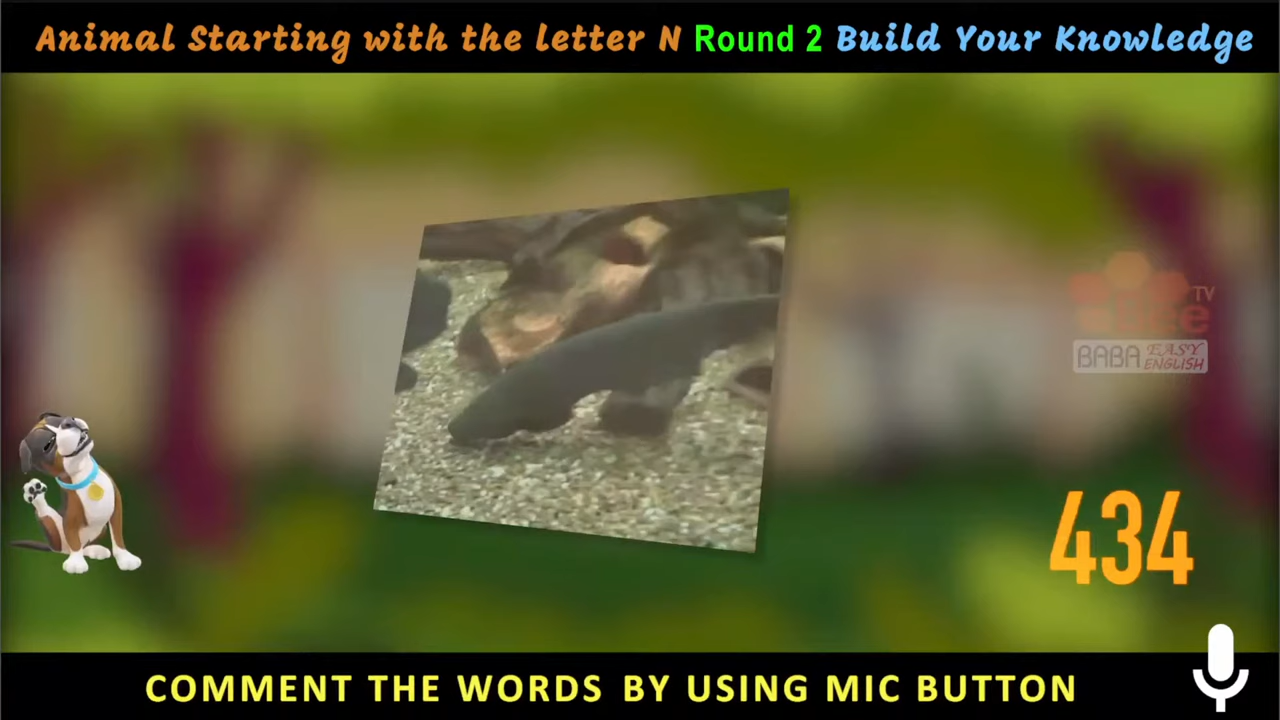 Animal Starting with the letter N Round 2 Build Your Knowledge
TV
BABA EASY ENGLISH
434
COMMENT THE WORDS BY USING MIC BUTTON